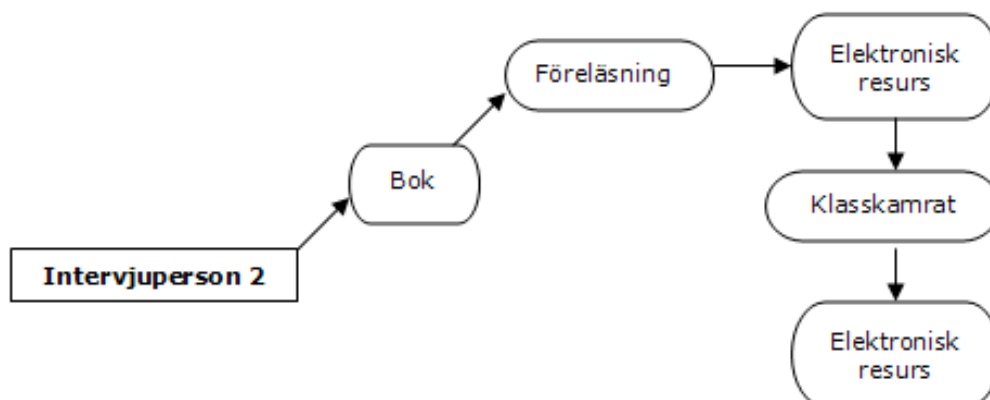 Intervjuperson 2
Bok
Föreläsning
Elektronisk
resurs
Klasskamrat
Elektronisk
resurs